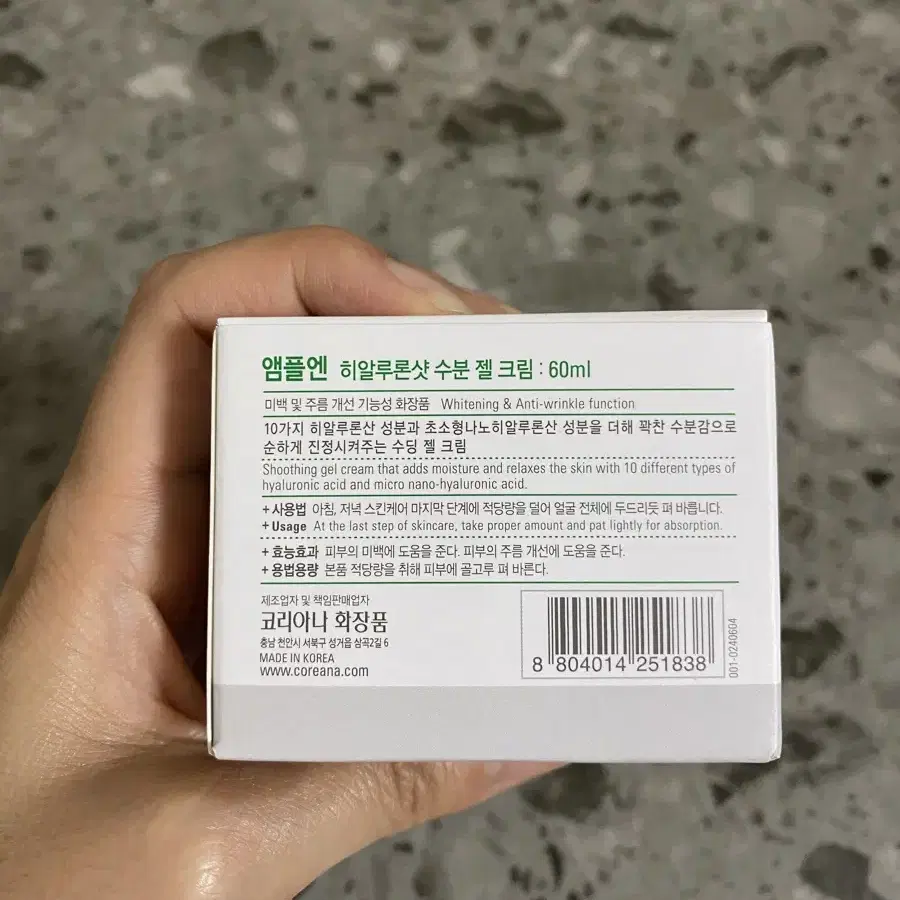 앰플엔 히알루론샷 수분 젤 크림 : 60ml
미백 및 주름 개선 기능성 화장품 Whitening & Anti-wrinkle function
10가지 히알루론산 성분과 초소형나노히알루론산 성분을 더해 꽉찬 수분감으로
순하게 진정시켜주는 수딩 젤 크림
Shoothing gel cream that adds moisture and relaxes the skin with 10 different types of
hyaluronic acid and micro nano-hyaluronic acid.
+ 사용법 아침, 저녁 스킨케어 마지막 단계에 적당량을 덜어 얼굴 전체에 두드리듯 펴 바릅니다.
+ Usage At the last step of skincare, take proper amount and pat lightly for absorption.
+ 효능효과 피부의 미백에 도움을 준다. 피부의 주름 개선에 도움을 준다.
+ 용법용량 본품 적당량을 취해 피부에 골고루 펴 바른다.
제조업자 및 책임판매업자
코리아나 화장품
충남 천안시 서북구 성거읍 삼곡2길 6
MADE IN KOREA
www.coreana.com
8 804014 251838
001-0240604